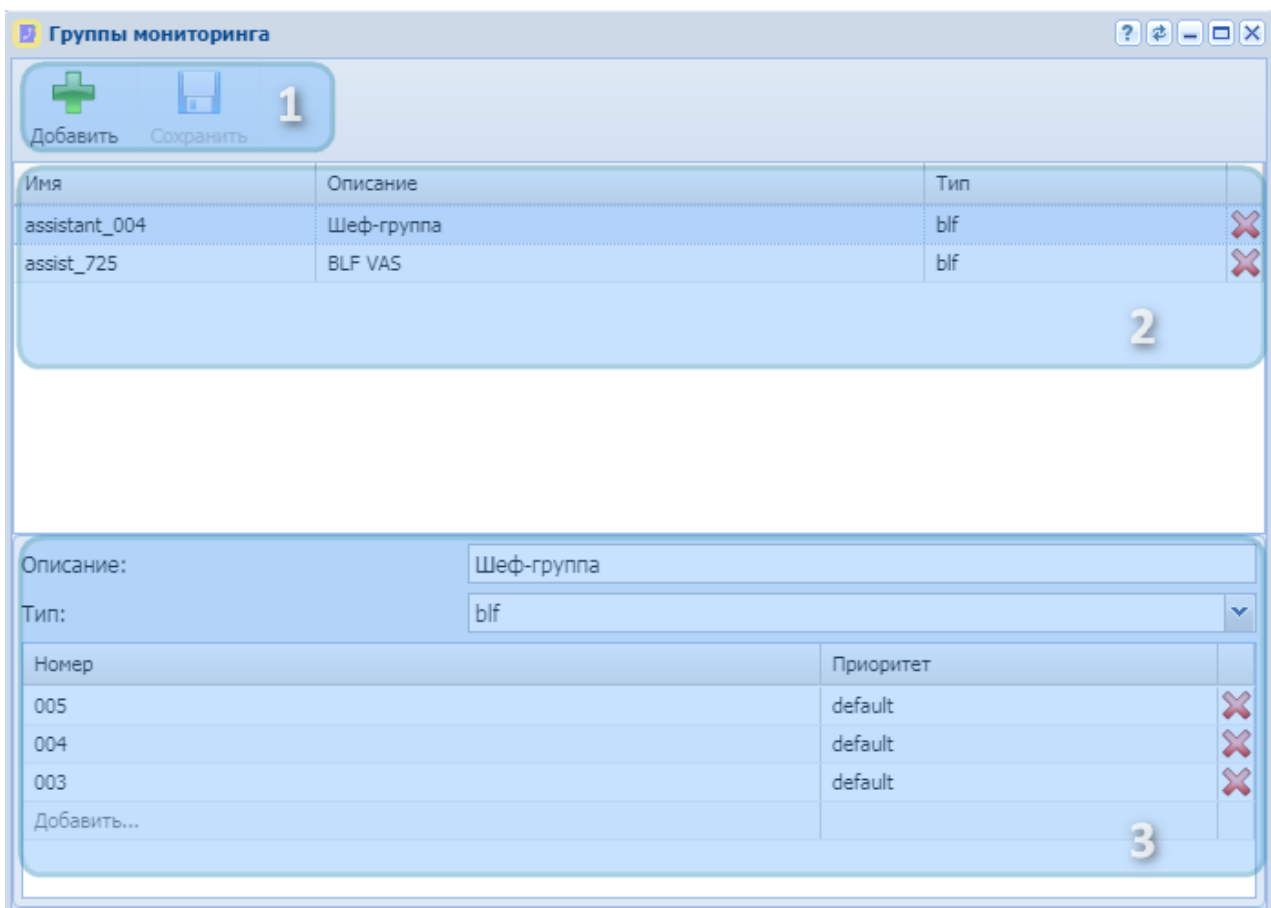 Группы мониторинга
Добавить Сохранить 1
Имя Описание Тип
assistant_004 Шеф-группа blf
assist_725 BLF VAS blf
2
Описание: Шеф-группа
Тип: blf
Номер Приоритет
005 default
004 default
003 default
Добавить...
3